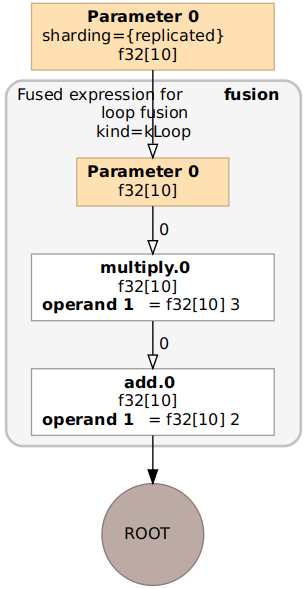 Parameter 0
sharding={replicated}
f32[10]
Fused expression for fusion
loop fusion
kind=kLoop
Parameter 0
f32[10]
0
multiply.0
f32[10]
operand 1 = f32[10] 3
0
add.0
f32[10]
operand 1 = f32[10] 2
ROOT